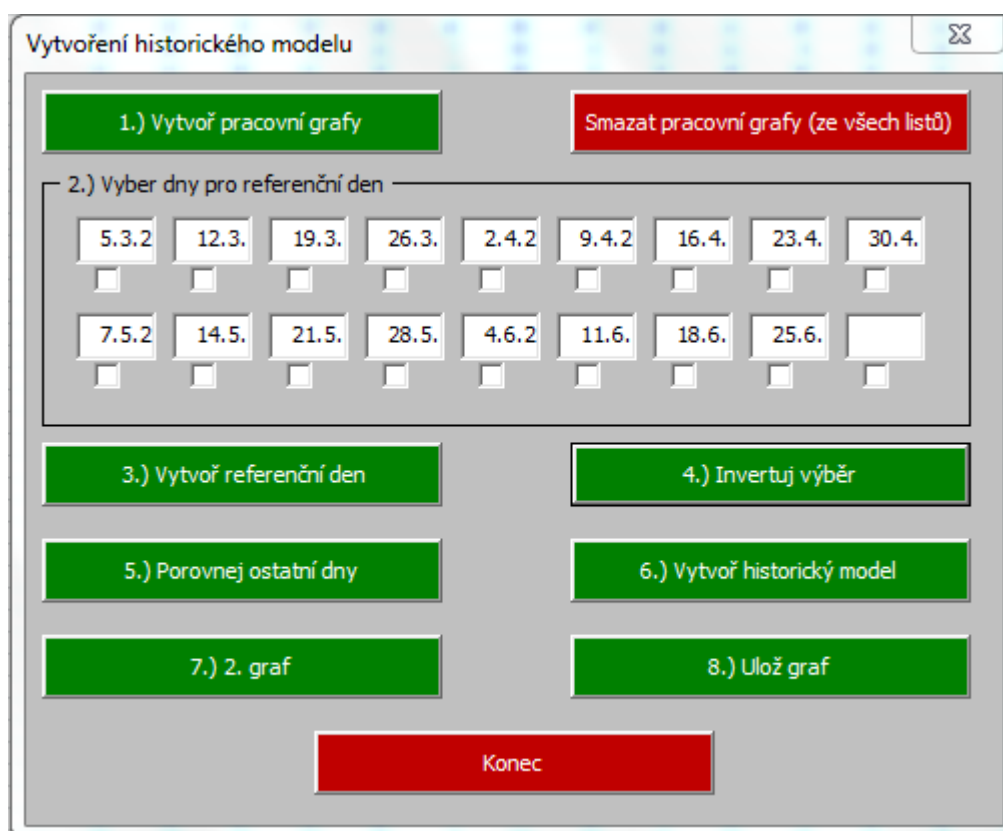 Vytvoření historického modelu
1.) Vytvoř pracovní grafy
Smazat pracovní grafy (ze všech listů)
2.) Vyber dny pro referenční den
5.3.2 12.3. 19.3. 26.3. 2.4.2 9.4.2 16.4. 23.4. 30.4.
7.5.2 14.5. 21.5. 28.5. 4.6.2 11.6. 18.6. 25.6.
3.) Vytvoř referenční den
4.) Invertuj výběr
5.) Porovnej ostatní dny
6.) Vytvoř historický model
7.) 2. graf
8.) Ulož graf
Konec